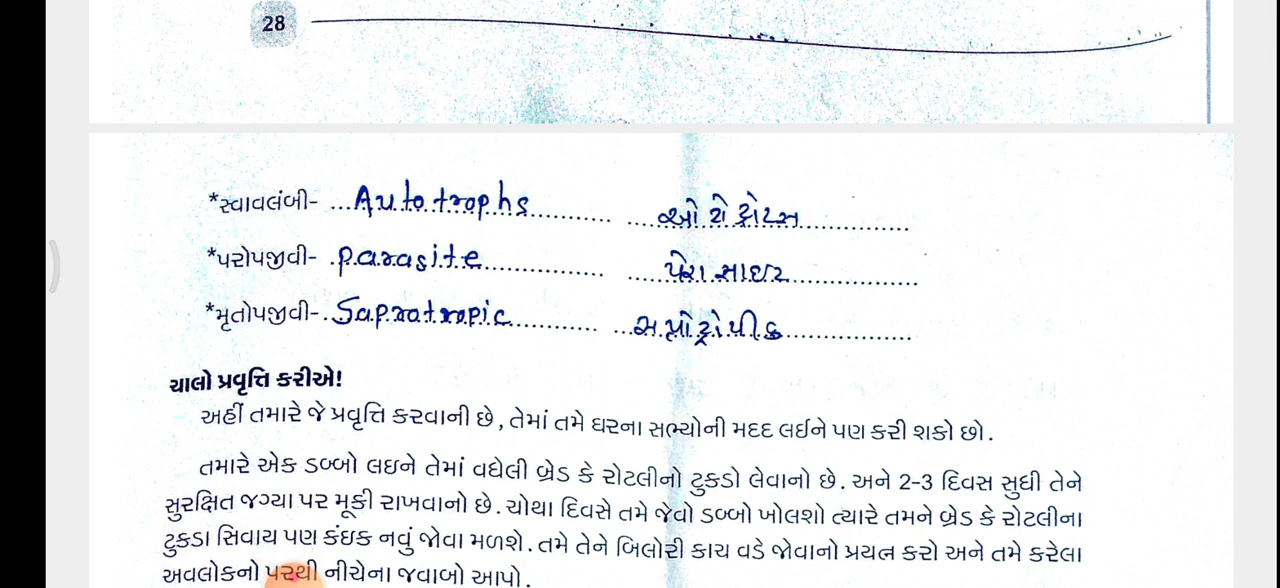 28
*સ્વાવલંબી- ...Autotrophs.............. ....ઓટોટ્રોપ્સ................
*પરોપજીવી- .parasite.................. ......પેરાસાઇટ...................
*મૃતોપજીવી-.Sapratropic............. ...સપ્રોટ્રોપીક...................
ચાલો પ્રવૃત્તિ કરીએ!
અહીં તમારે જે પ્રવૃત્તિ કરવાની છે, તેમાં તમે ઘરના સભ્યોની મદદ લઈને પણ કરી શકો છો.
તમારે એક ડબ્બો લઇને તેમાં વધેલી બ્રેડ કે રોટલીનો ટુકડો લેવાનો છે. અને 2-3 દિવસ સુધી તેને
સુરક્ષિત જગ્યા પર મૂકી રાખવાનો છે. ચોથા દિવસે તમે જેવો ડબ્બો ખોલશો ત્યારે તમને બ્રેડ કે રોટલીના
ટુકડા સિવાય પણ કંઇક નવું જોવા મળશે. તમે તેને બિલોરી કાચ વડે જોવાનો પ્રયત્ન કરો અને તમે કરેલા
અવલોકનો પરથી નીચેના જવાબો આપો.